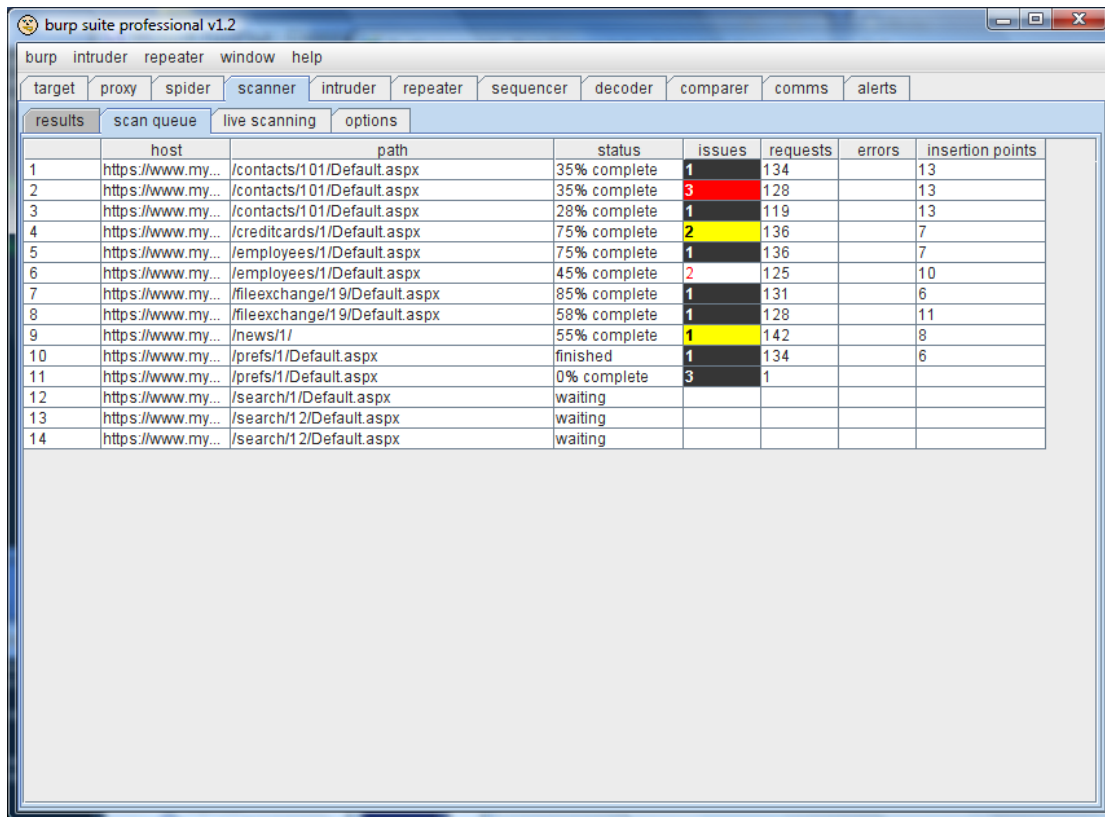 burp suite professional v1.2
burp intruder repeater window help
target proxy spider scanner intruder repeater sequencer decoder comparer comms alerts
results scan queue live scanning options
host path status issues requests errors insertion points
1 https://www.my... /contacts/101/Default.aspx 35% complete 1 134 13
2 https://www.my... /contacts/101/Default.aspx 35% complete 3 128 13
3 https://www.my... /contacts/101/Default.aspx 28% complete 1 119 13
4 https://www.my... /creditcards/1/Default.aspx 75% complete 2 136 7
5 https://www.my... /employees/1/Default.aspx 75% complete 1 136 7
6 https://www.my... /employees/1/Default.aspx 45% complete 2 125 10
7 https://www.my... /fileexchange/19/Default.aspx 85% complete 1 131 6
8 https://www.my... /fileexchange/19/Default.aspx 58% complete 1 128 11
9 https://www.my... /news/1/ 55% complete 1 142 8
10 https://www.my... /prefs/1/Default.aspx finished 1 134 6
11 https://www.my... /prefs/1/Default.aspx 0% complete 3 1
12 https://www.my... /search/1/Default.aspx waiting
13 https://www.my... /search/12/Default.aspx waiting
14 https://www.my... /search/12/Default.aspx waiting